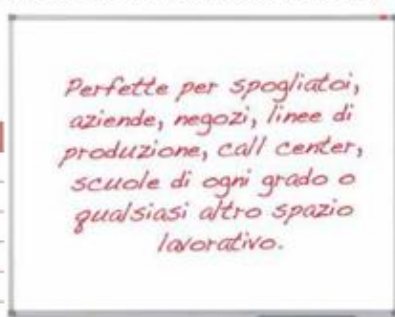 Perfette per spogliatoi,
aziende, negozi, linee di
produzione, call center,
scuole di ogni grado o
qualsiasi altro spazio
lavorativo.